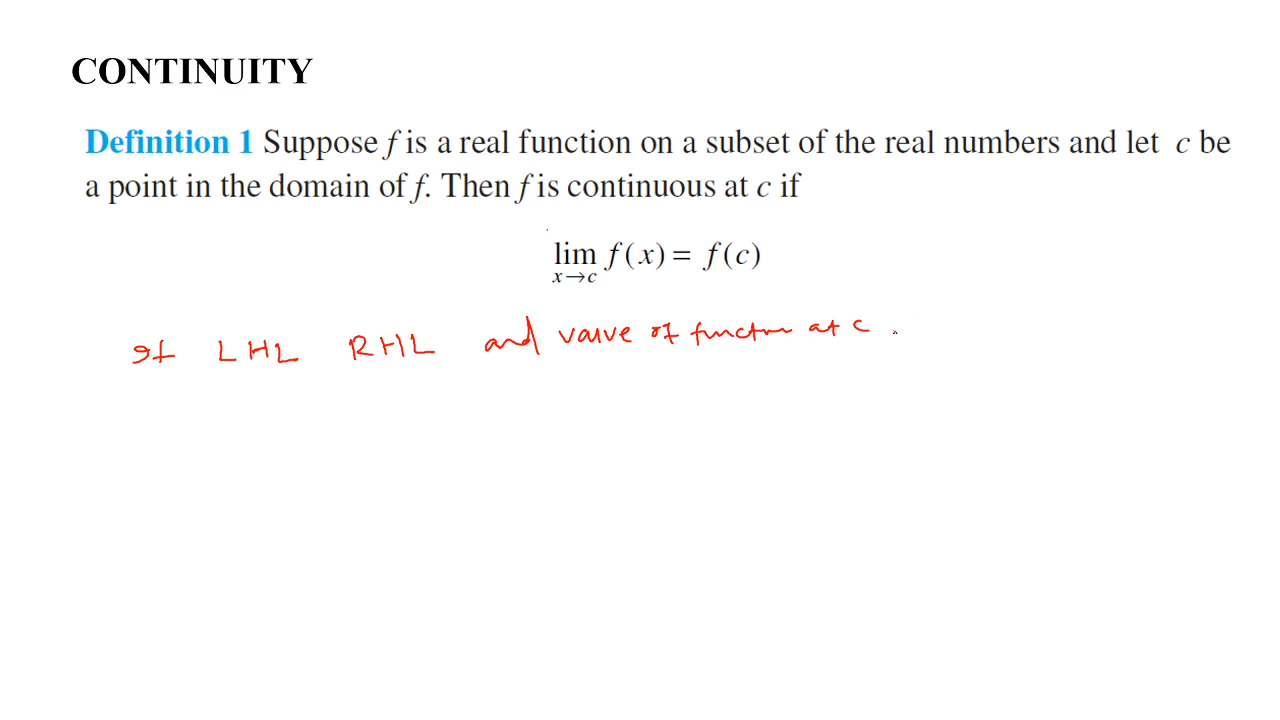 CONTINUITY
Definition 1 Suppose f is a real function on a subset of the real numbers and let c be
a point in the domain of f. Then f is continuous at c if
lim f(x) = f(c)
x→c
If LHL RHL and value of functn at c